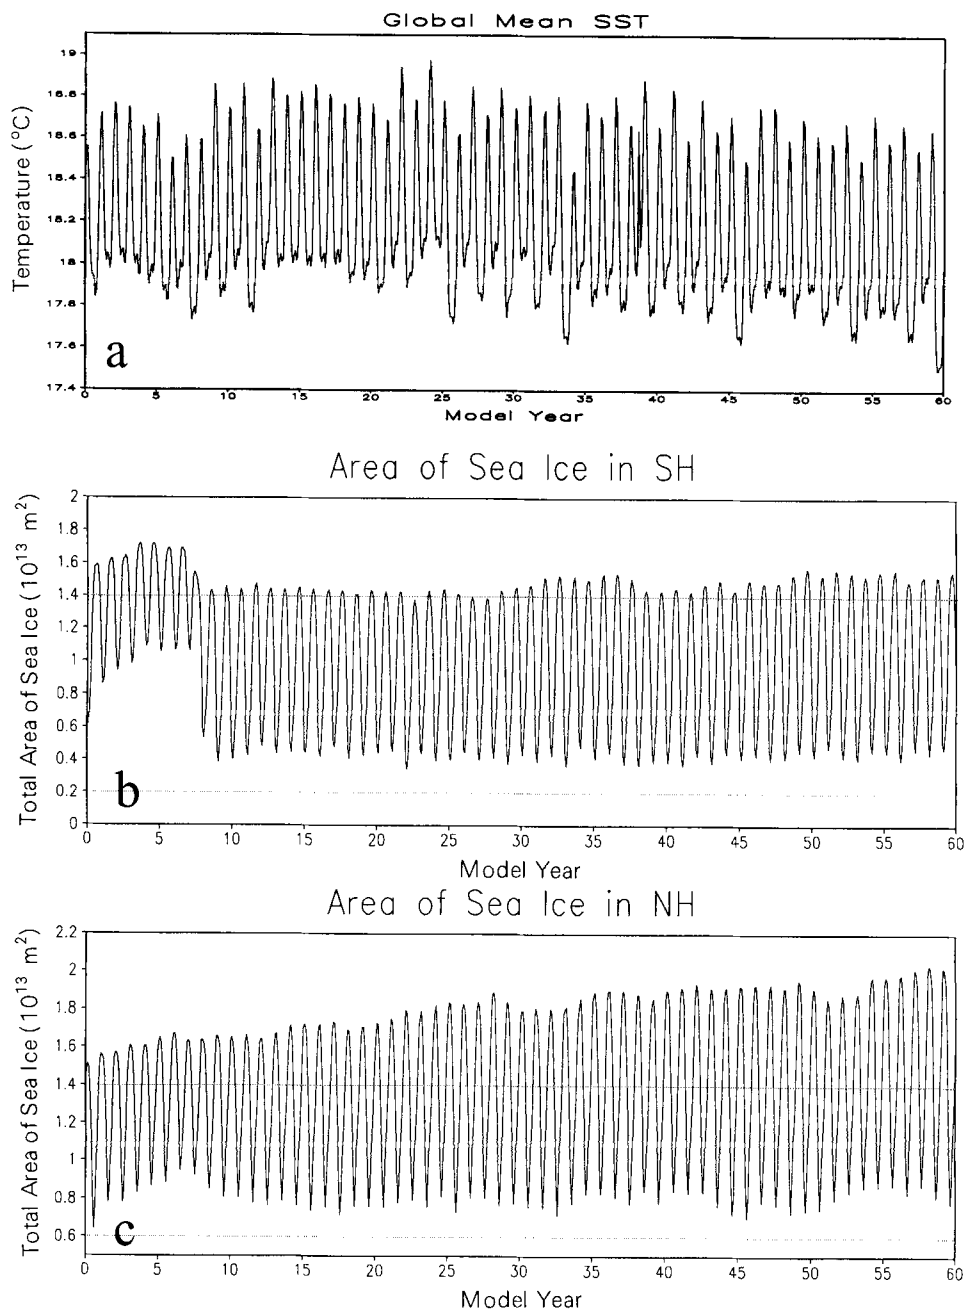 Global Mean SST
Temperature (°C)
19
18.8
18.6
18.4
18.2
18
17.8
17.6
17.4
a
0 5 10 15 20 25 30 35 40 45 50 55 60
Model Year
Area of Sea Ice in SH
Total Area of Sea Ice (10¹³ m²)
2
1.8
1.6
1.4
1.2
1
0.8
0.6
0.4
0.2
0
b
0 5 10 15 20 25 30 35 40 45 50 55 60
Model Year
Area of Sea Ice in NH
Total Area of Sea Ice (10¹³ m²)
2.2
2
1.8
1.6
1.4
1.2
1
0.8
0.6
c
0 5 10 15 20 25 30 35 40 45 50 55 60
Model Year